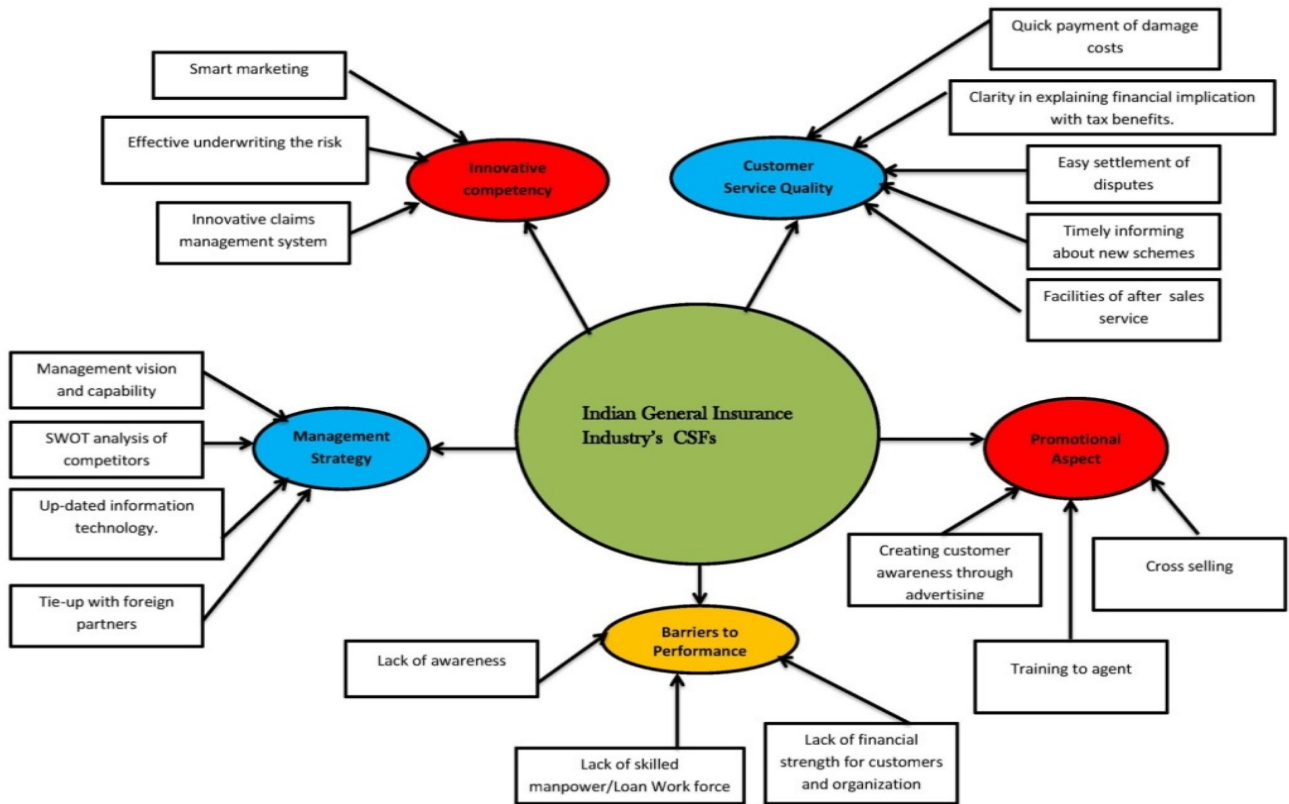 Quick payment of damage
costs
Smart marketing
Clarity in explaining financial implication
with tax benefits.
Effective underwriting the risk
Innovative
competency
Customer
Service Quality
Easy settlement of
disputes
Innovative claims
management system
Timely informing
about new schemes
Facilities of after sales
service
Management vision
and capability
Indian General Insurance
Industry's CSFs
SWOT analysis of
competitors
Management
Strategy
Promotional
Aspect
Up-dated information
technology.
Creating customer
awareness through
advertising
Cross selling
Tie-up with foreign
partners
Barriers to
Performance
Lack of awareness
Training to agent
Lack of skilled
manpower/Loan Work force
Lack of financial
strength for customers
and organization